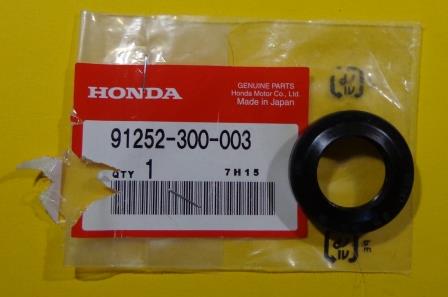 GENUINE PARTS
HONDA
Honda Motor Co., Ltd.
Made in Japan
91252-300-003
QTY 1 7H15